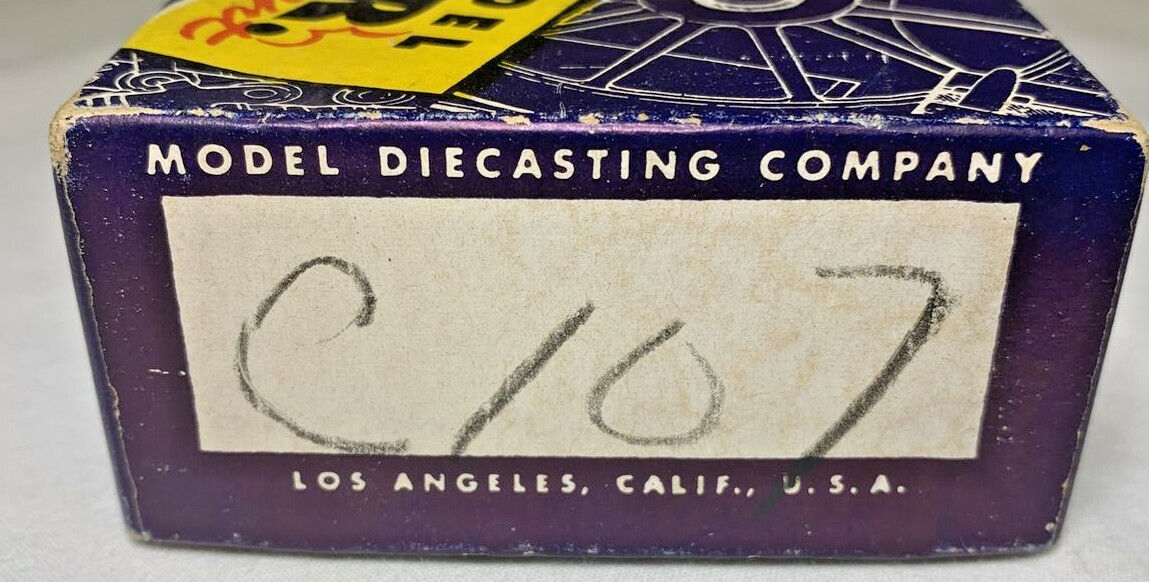 MODEL DIECASTING COMPANY
C107
LOS ANGELES, CALIF., U.S.A.